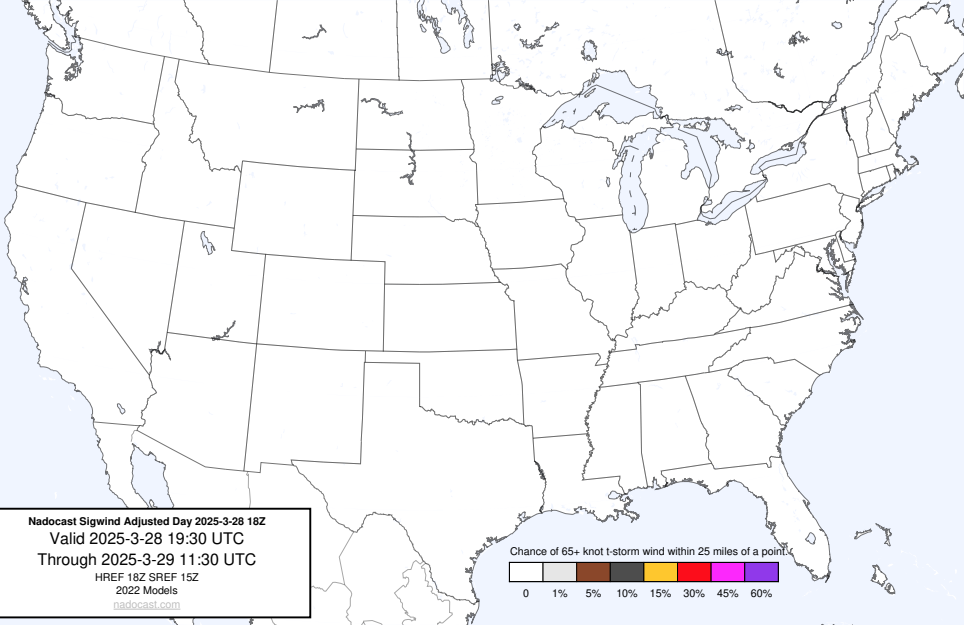 Nadocast Sigwind Adjusted Day 2025-3-28 18Z
Valid 2025-3-28 19:30 UTC
Through 2025-3-29 11:30 UTC
HREF 18Z SREF 15Z
2022 Models
nadocast.com
Chance of 65+ knot t-storm wind within 25 miles of a point.
0 1% 5% 10% 15% 30% 45% 60%